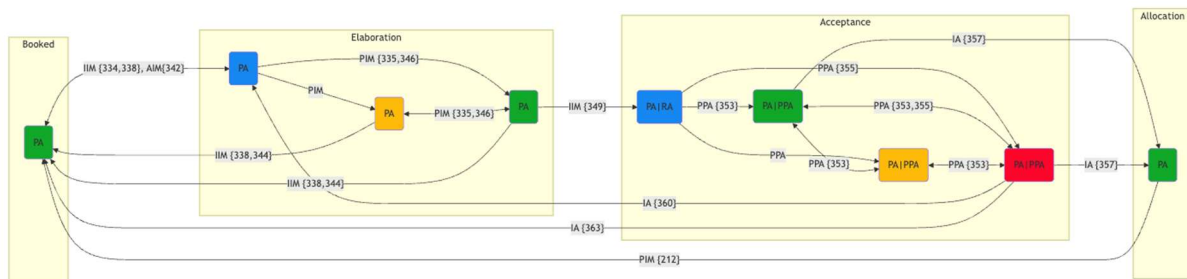 Acceptance
Allocation
Booked
Elaboration
IA {357}
PIM {335,346}
IIM {334,338}, AIM{342}
PA
PPA {355}
PIM
PA
PIM {335,346}
PA
IIM {349}
PA|RA
PPA {353}
PA|PPA
PPA {353,355}
PA
IIM {338,344}
PPA
PPA {353}
PA|PPA
PPA {353}
PA|PPA
IA {357}
PA
IIM {338,344}
IA {360}
IA {363}
PIM {212}